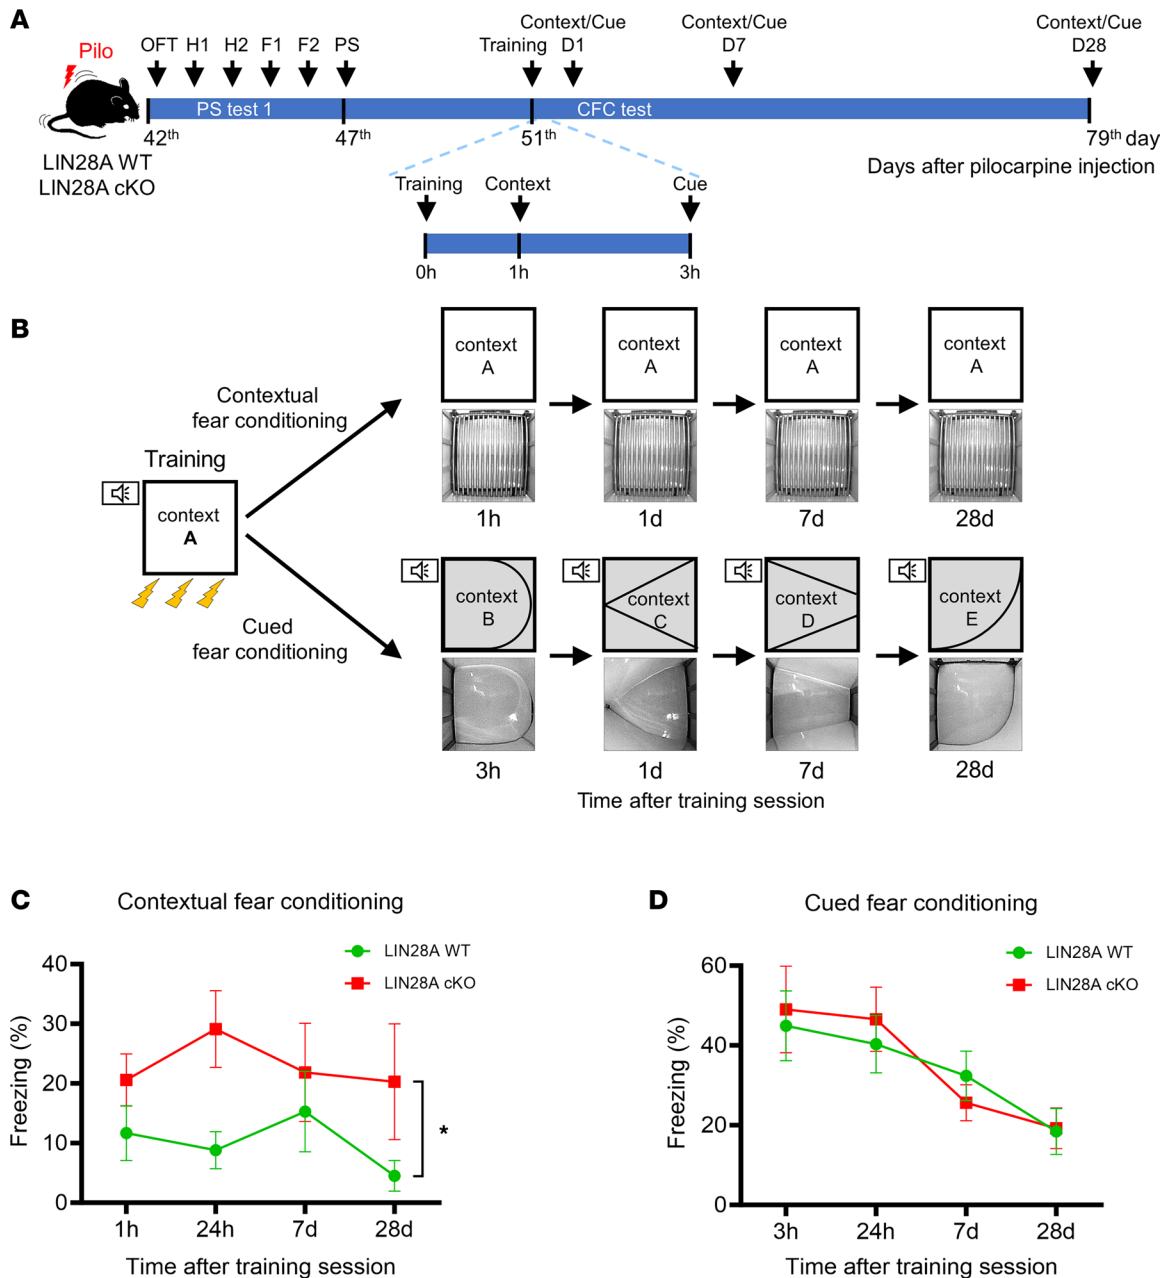 A
Pilo
OFT H1 H2 F1 F2 PS
Training
Context/Cue
D1
Context/Cue
D7
Context/Cue
D28
PS test 1
CFC test
42th
47th
51th
79th day
LIN28A WT
LIN28A cKO
Days after pilocarpine injection
Training
Context
Cue
0h
1h
3h
B
Contextual
fear conditioning
Training
context
A
Cued
fear conditioning
context
A
context
A
context
A
context
A
1h
1d
7d
28d
context
B
context
C
context
D
context
E
3h
1d
7d
28d
Time after training session
C
Contextual fear conditioning
LIN28A WT
LIN28A cKO
Freezing (%)
40
30
20
10
0
*
1h
24h
7d
28d
Time after training session
D
Cued fear conditioning
LIN28A WT
LIN28A cKO
Freezing (%)
60
40
20
0
3h
24h
7d
28d
Time after training session